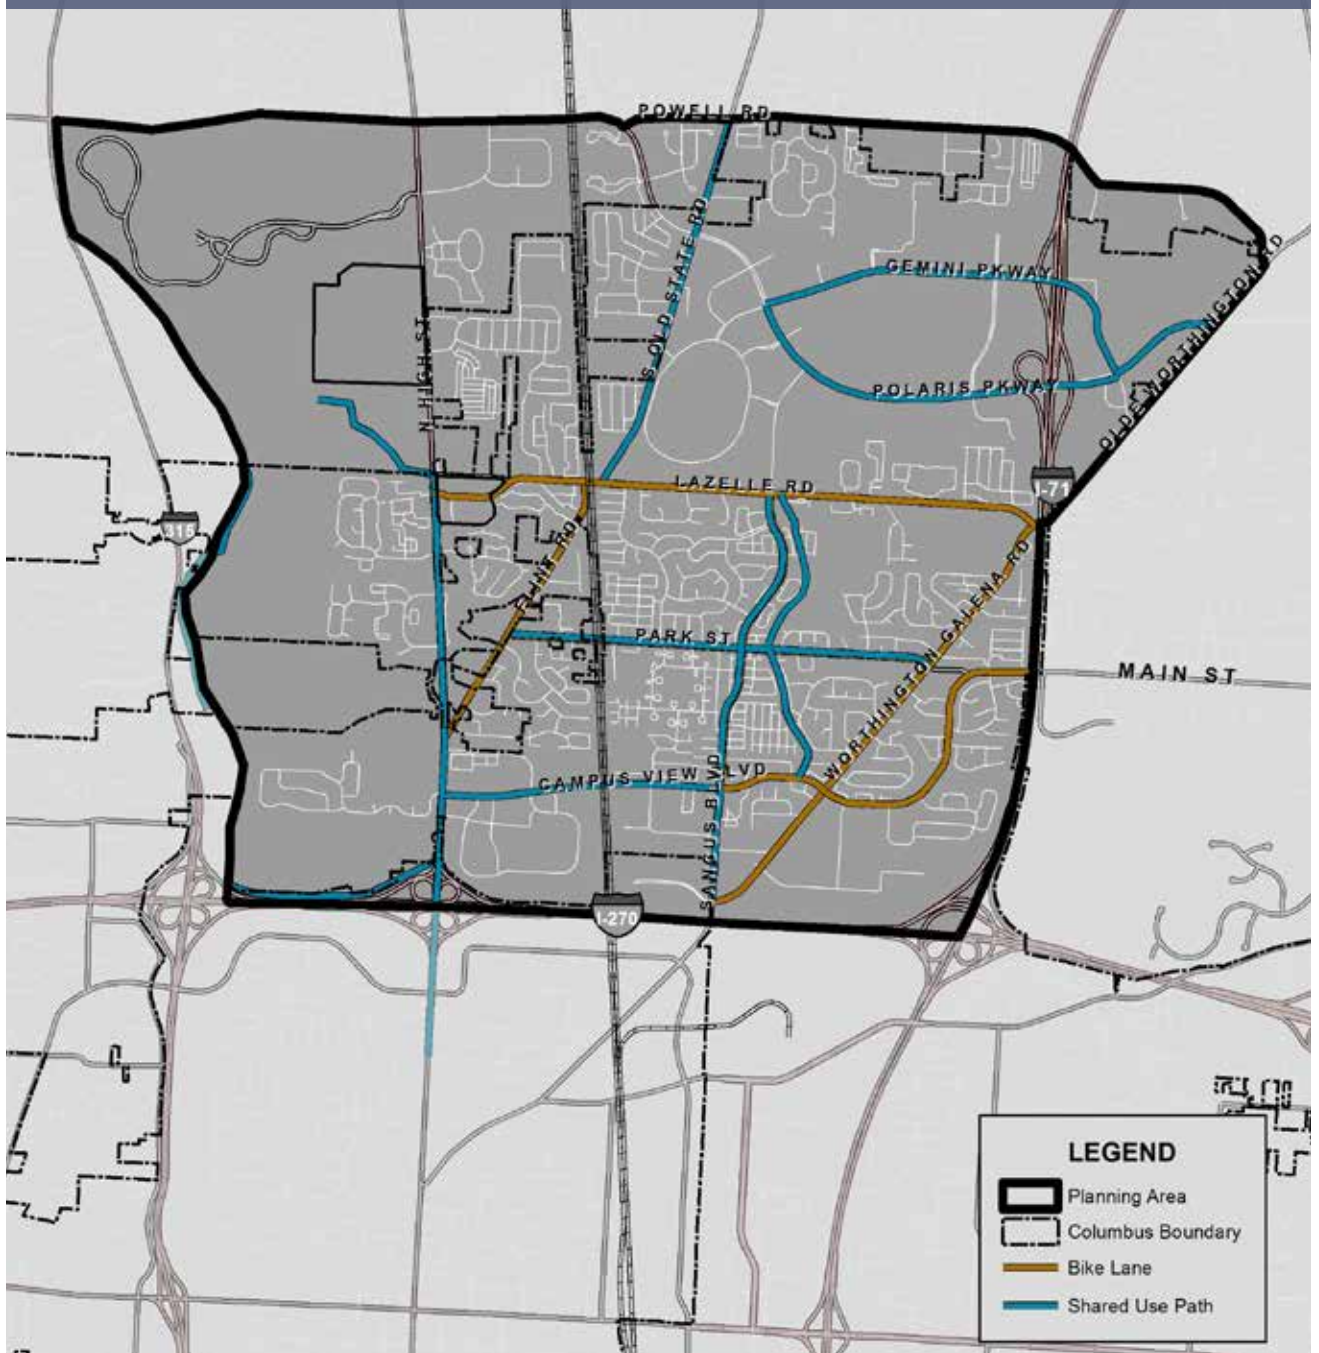 POWELL RD
GEMINI PKWAY
S OLD STATE RD
OLDE WORTHINGTON RD
N HIGH ST
POLARIS PKWAY
LAZELLE RD
I-71
315
FLINT RD
WORTHINGTON GALENA RD
PARK ST
MAIN ST
CAMPUS VIEW BLVD
SANCUS BLVD
I-270
LEGEND
Planning Area
Columbus Boundary
Bike Lane
Shared Use Path